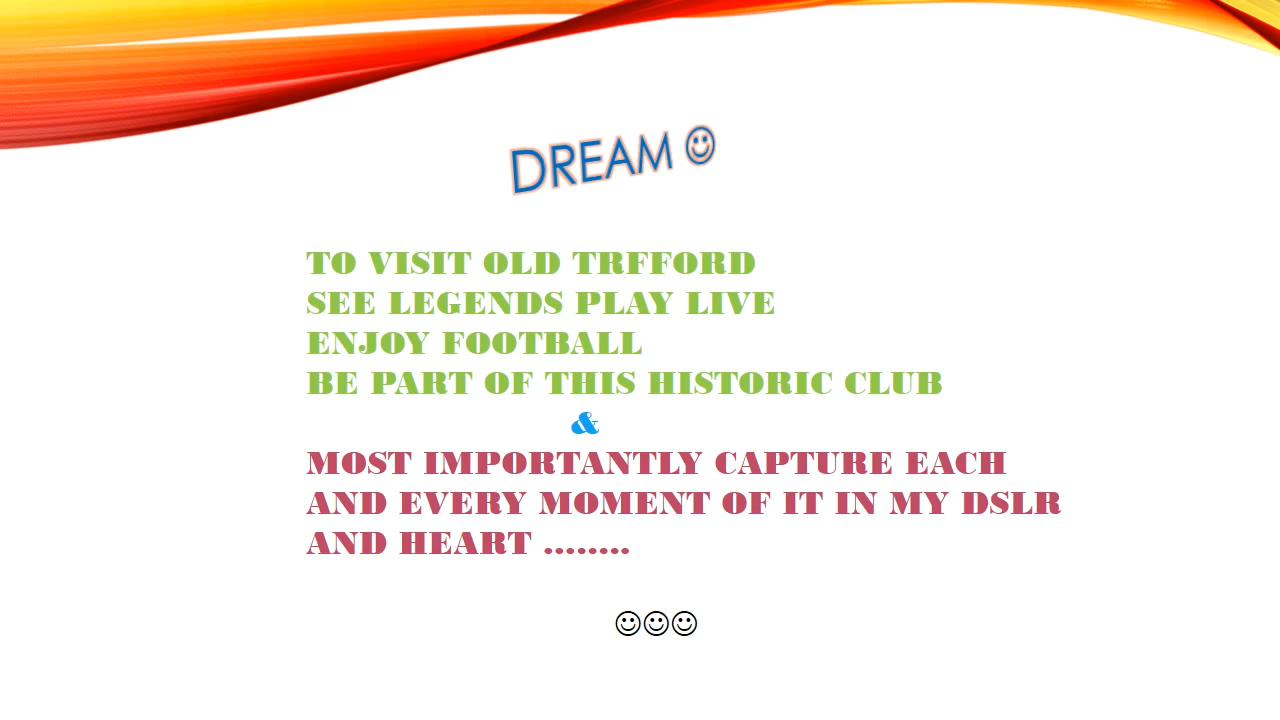 DREAM ☺
TO VISIT OLD TRFFORD
SEE LEGENDS PLAY LIVE
ENJOY FOOTBALL
BE PART OF THIS HISTORIC CLUB
&
MOST IMPORTANTLY CAPTURE EACH
AND EVERY MOMENT OF IT IN MY DSLR
AND HEART ........
☺☺☺